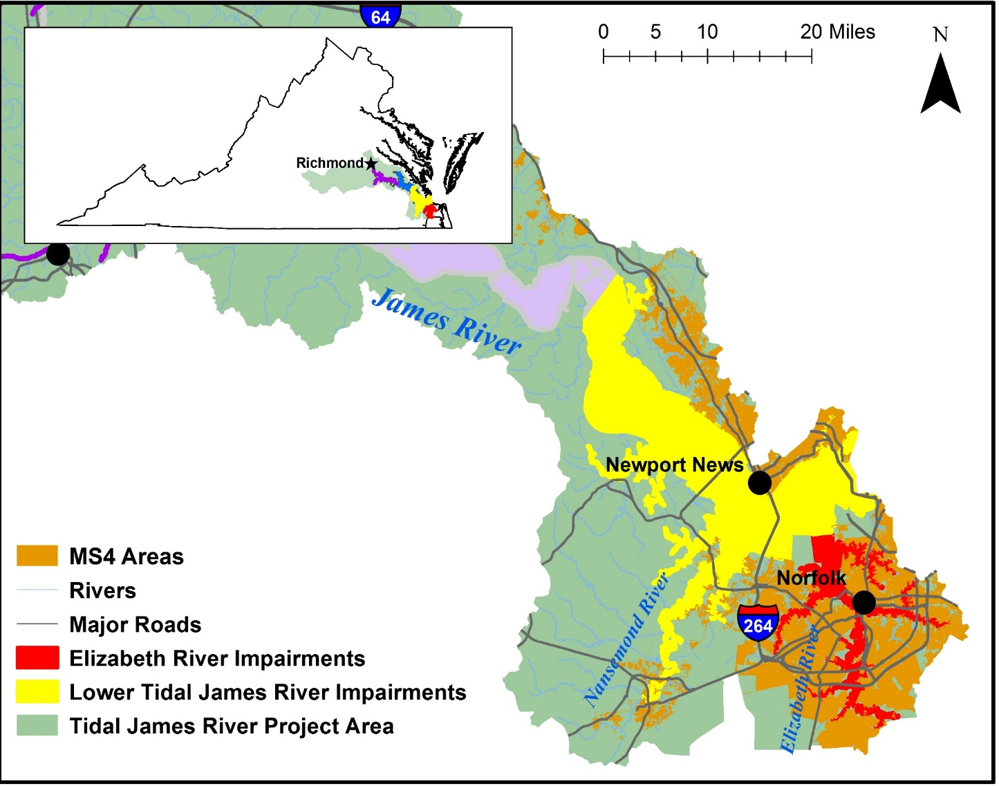 64
0 5 10 20 Miles
N
Richmond
James River
Newport News
Norfolk
264
Nansemond River
Elizabeth River
MS4 Areas
Rivers
Major Roads
Elizabeth River Impairments
Lower Tidal James River Impairments
Tidal James River Project Area